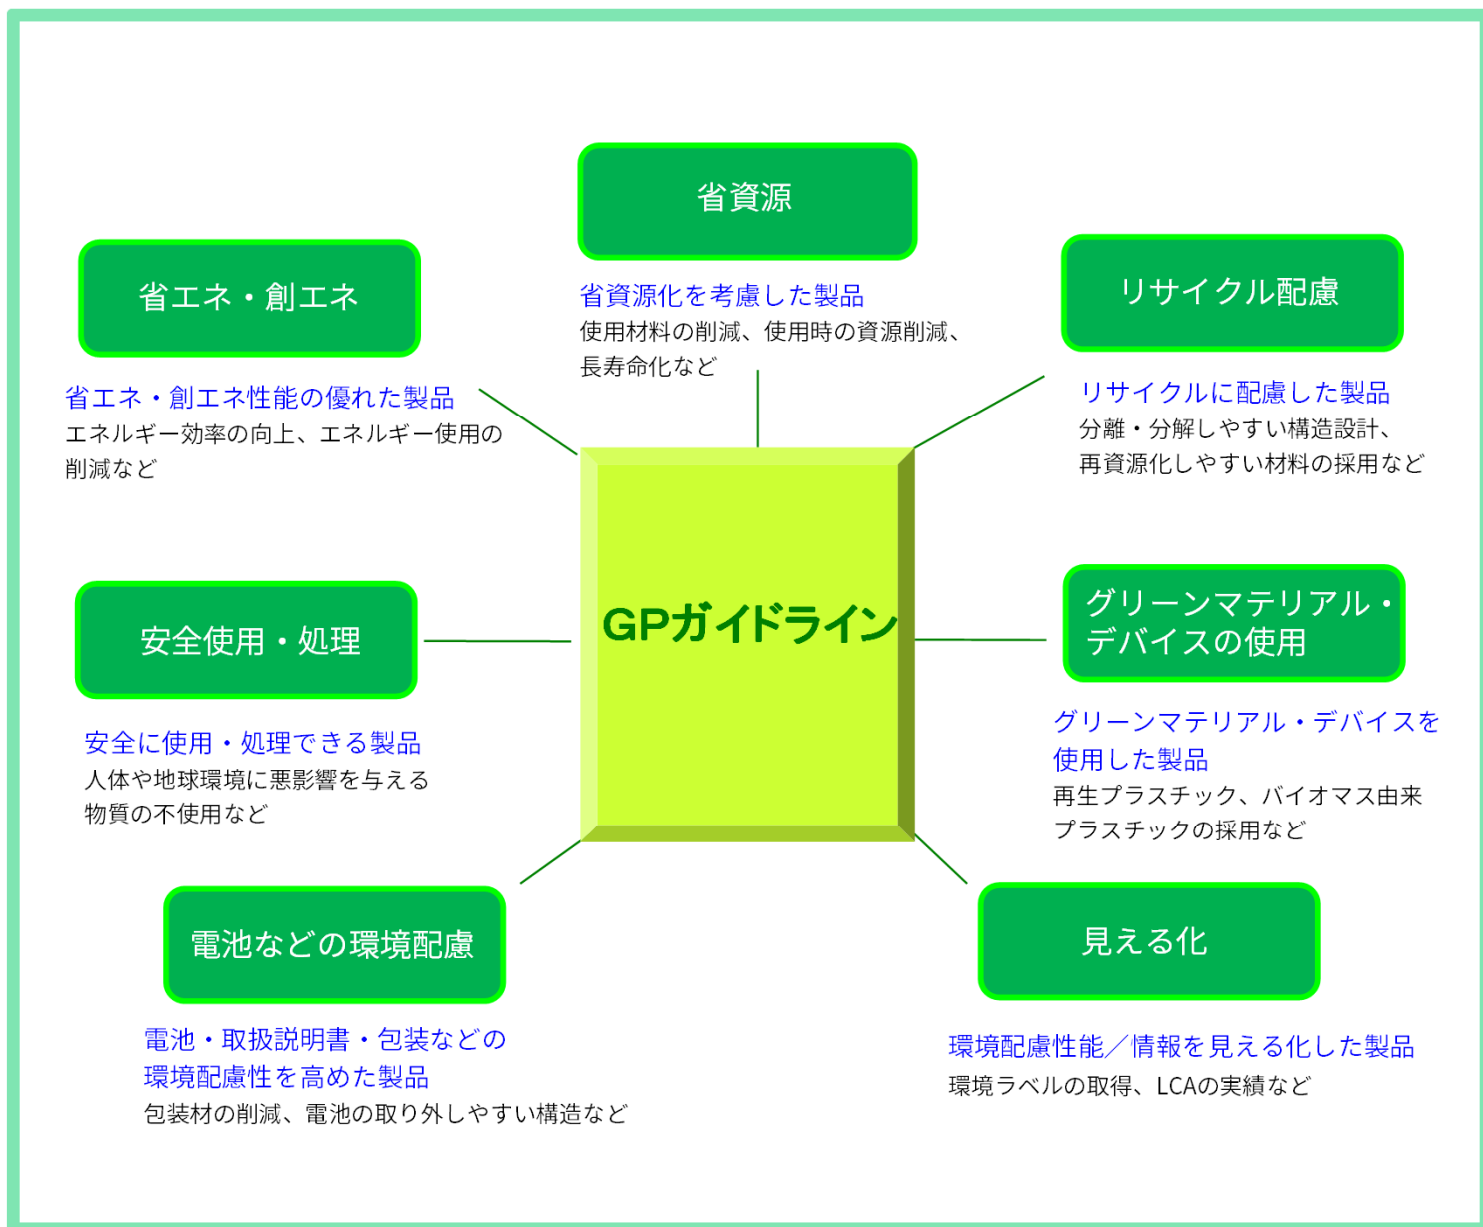 省資源
省資源化を考慮した製品
使用材料の削減、使用時の資源削減、
長寿命化など
省エネ・創エネ
省エネ・創エネ性能の優れた製品
エネルギー効率の向上、エネルギー使用の
削減など
リサイクル配慮
リサイクルに配慮した製品
分離・分解しやすい構造設計、
再資源化しやすい材料の採用など
GPガイドライン
安全使用・処理
安全に使用・処理できる製品
人体や地球環境に悪影響を与える
物質の不使用など
グリーンマテリアル・
デバイスの使用
グリーンマテリアル・デバイスを
使用した製品
再生プラスチック、バイオマス由来
プラスチックの採用など
電池などの環境配慮
電池・取扱説明書・包装などの
環境配慮性を高めた製品
包装材の削減、電池の取り外しやすい構造など
見える化
環境配慮性能／情報を見える化した製品
環境ラベルの取得、LCAの実績など